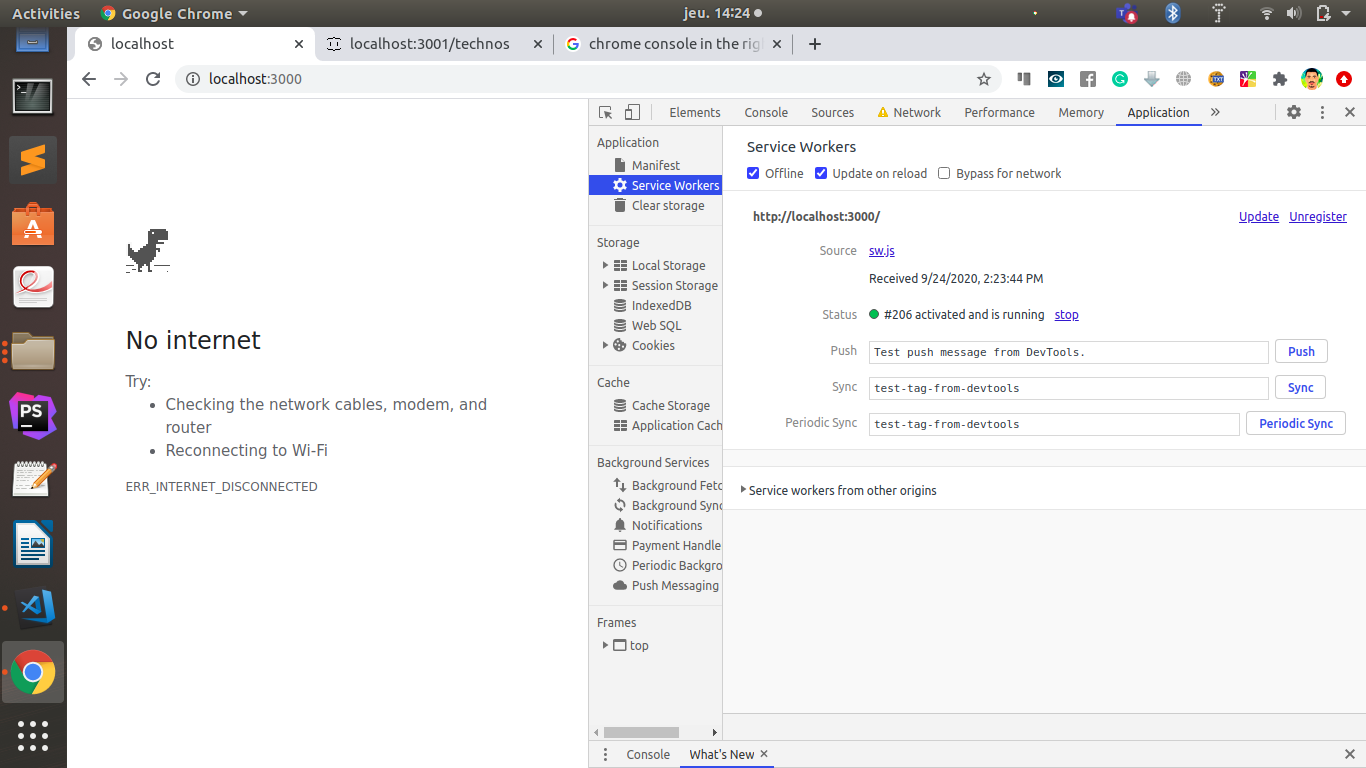 Activities
Google Chrome
jeu. 14:24
localhost
localhost:3001/technos
chrome console in the rig
localhost:3000
TXT
Elements
Console
Sources
Network
Performance
Memory
Application
Application
Manifest
Service Workers
Clear storage
Storage
Local Storage
Session Storage
IndexedDB
Web SQL
Cookies
Cache
Cache Storage
Application Cach
Background Services
Background Fetc
Background Sync
Notifications
Payment Handle
Periodic Backgro
Push Messaging
Frames
top
Service Workers
Offline
Update on reload
Bypass for network
http://localhost:3000/
Update
Unregister
Source
sw.js
Received 9/24/2020, 2:23:44 PM
Status
#206 activated and is running
stop
Push
Test push message from DevTools.
Push
Sync
test-tag-from-devtools
Sync
Periodic Sync
test-tag-from-devtools
Periodic Sync
Service workers from other origins
No internet
Try:
• Checking the network cables, modem, and
router
• Reconnecting to Wi-Fi
ERR_INTERNET_DISCONNECTED
Console
What's New
PS